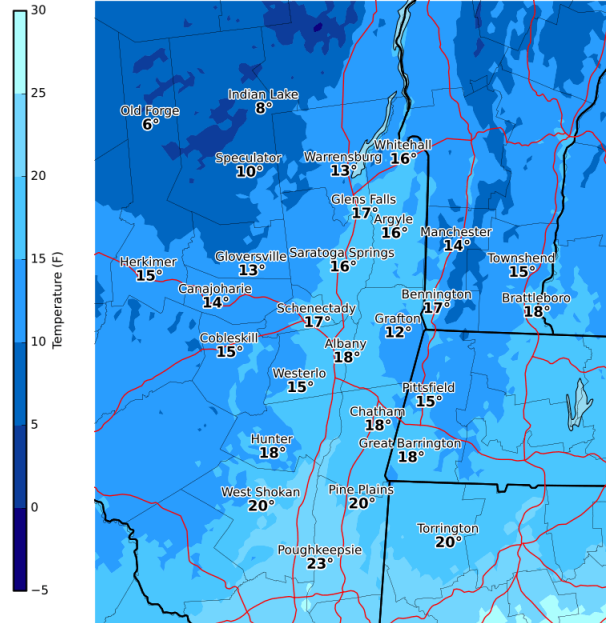 30
25
20
15
10
5
0
−5
Temperature (F)
Indian Lake
8°
Old Forge
6°
Whitehall
16°
Speculator
10°
Warrensburg
13°
Glens Falls
17°
Argyle
16°
Manchester
14°
Saratoga Springs
16°
Gloversville
13°
Townshend
15°
Herkimer
15°
Canajoharie
14°
Bennington
17°
Brattleboro
18°
Schenectady
17°
Grafton
12°
Cobleskill
15°
Albany
18°
Westerlo
15°
Pittsfield
15°
Chatham
18°
Hunter
18°
Great Barrington
18°
West Shokan
20°
Pine Plains
20°
Torrington
20°
Poughkeepsie
23°